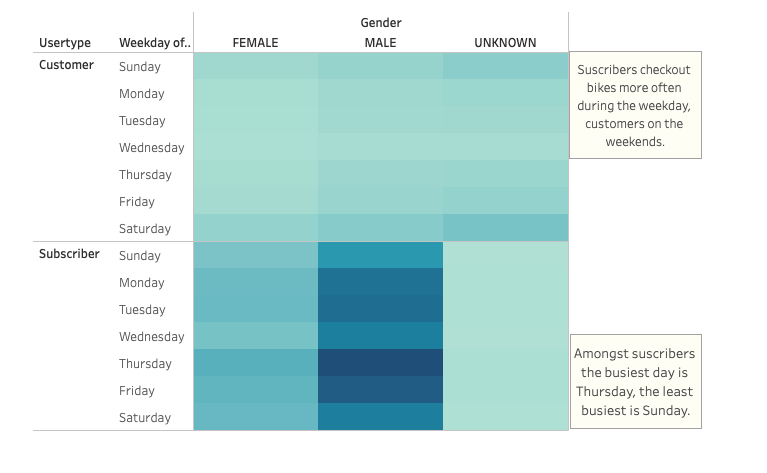 Gender
Usertype Weekday of.. FEMALE MALE UNKNOWN
Customer Sunday
Monday
Tuesday
Wednesday
Thursday
Friday
Saturday
Suscribers checkout
bikes more often
during the weekday,
customers on the
weekends.
Subscriber Sunday
Monday
Tuesday
Wednesday
Thursday
Friday
Saturday
Amongst suscribers
the busiest day is
Thursday, the least
busiest is Sunday.